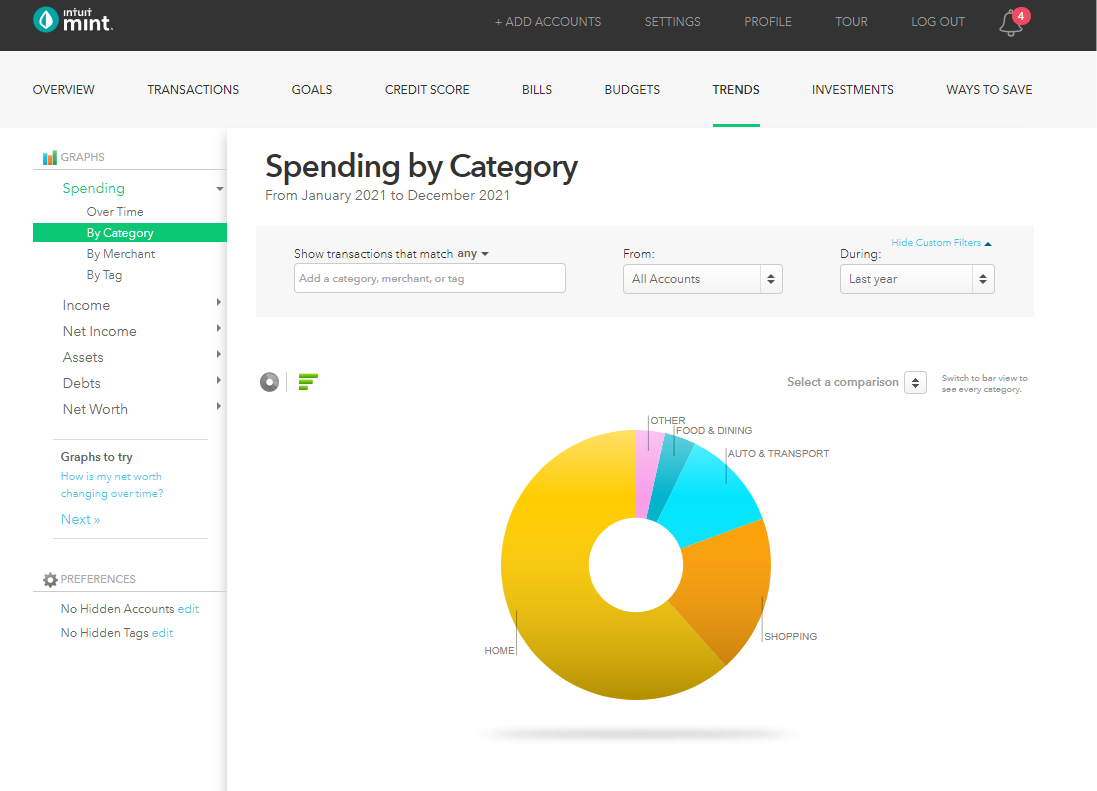 ıntuıt
mint.
+ ADD ACCOUNTS
SETTINGS
PROFILE
TOUR
LOG OUT
4
OVERVIEW
TRANSACTIONS
GOALS
CREDIT SCORE
BILLS
BUDGETS
TRENDS
INVESTMENTS
WAYS TO SAVE
GRAPHS
Spending
Over Time
By Category
By Merchant
By Tag
Income
Net Income
Assets
Debts
Net Worth
Graphs to try
How is my net worth
changing over time?
Next »
PREFERENCES
No Hidden Accounts edit
No Hidden Tags edit
Spending by Category
From January 2021 to December 2021
Hide Custom Filters
Show transactions that match any
Add a category, merchant, or tag
From:
All Accounts
During:
Last year
Select a comparison
Switch to bar view to
see every category.
OTHER
FOOD & DINING
AUTO & TRANSPORT
SHOPPING
HOME